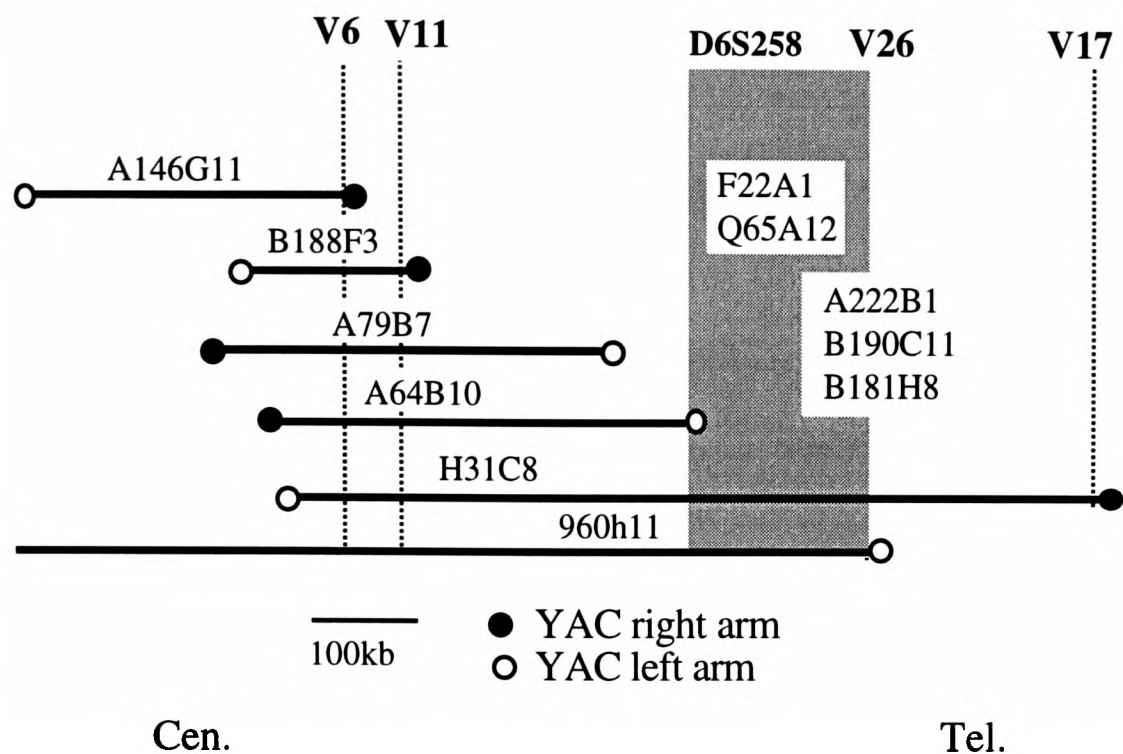 V6 V11 D6S258 V26 V17
A146G11
F22A1
Q65A12
B188F3
A222B1
B190C11
B181H8
A79B7
A64B10
H31C8
960h11
100kb
YAC right arm
YAC left arm
Cen. Tel.